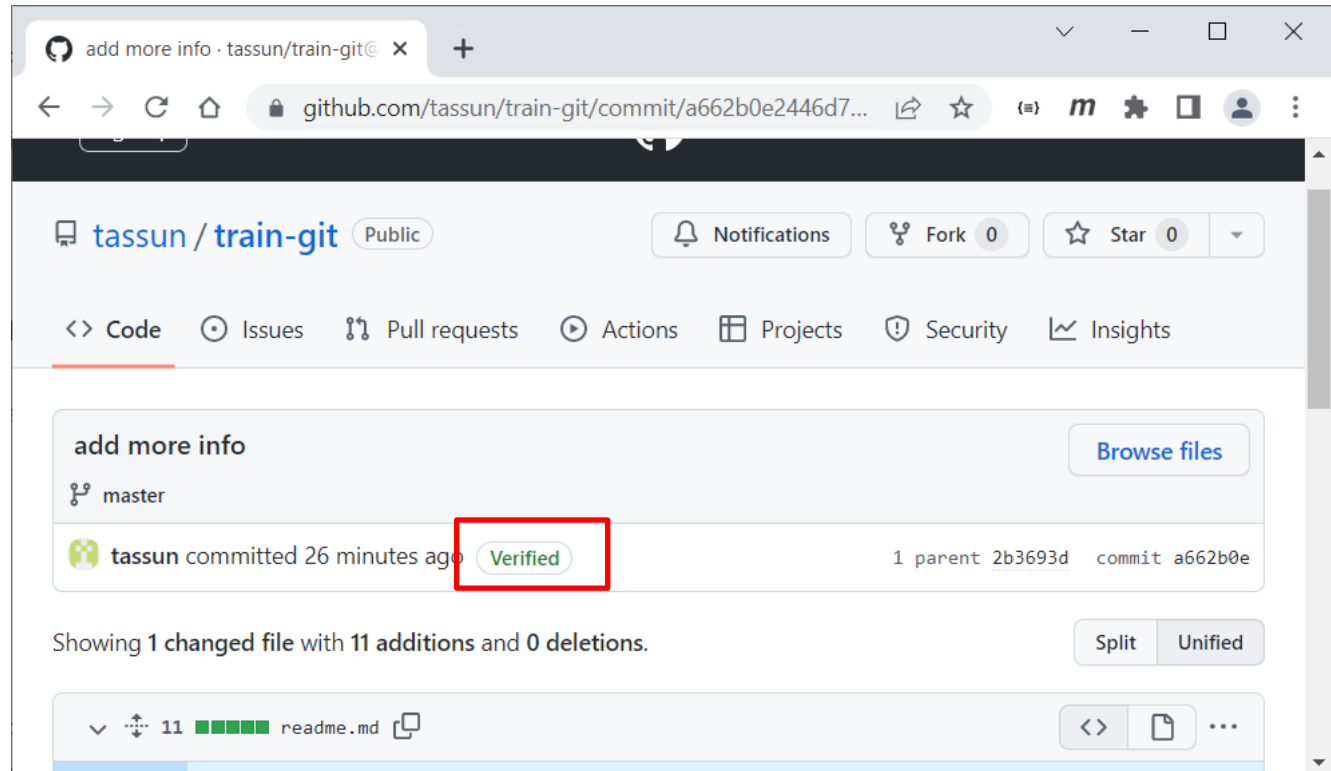 add more info · tassun/train-git@
github.com/tassun/train-git/commit/a662b0e2446d7...
tassun / train-git Public
Notifications Fork 0 Star 0
Code Issues Pull requests Actions Projects Security Insights
add more info
Browse files
master
tassun committed 26 minutes ago Verified 1 parent 2b3693d commit a662b0e
Showing 1 changed file with 11 additions and 0 deletions.
Split Unified
11 readme.md